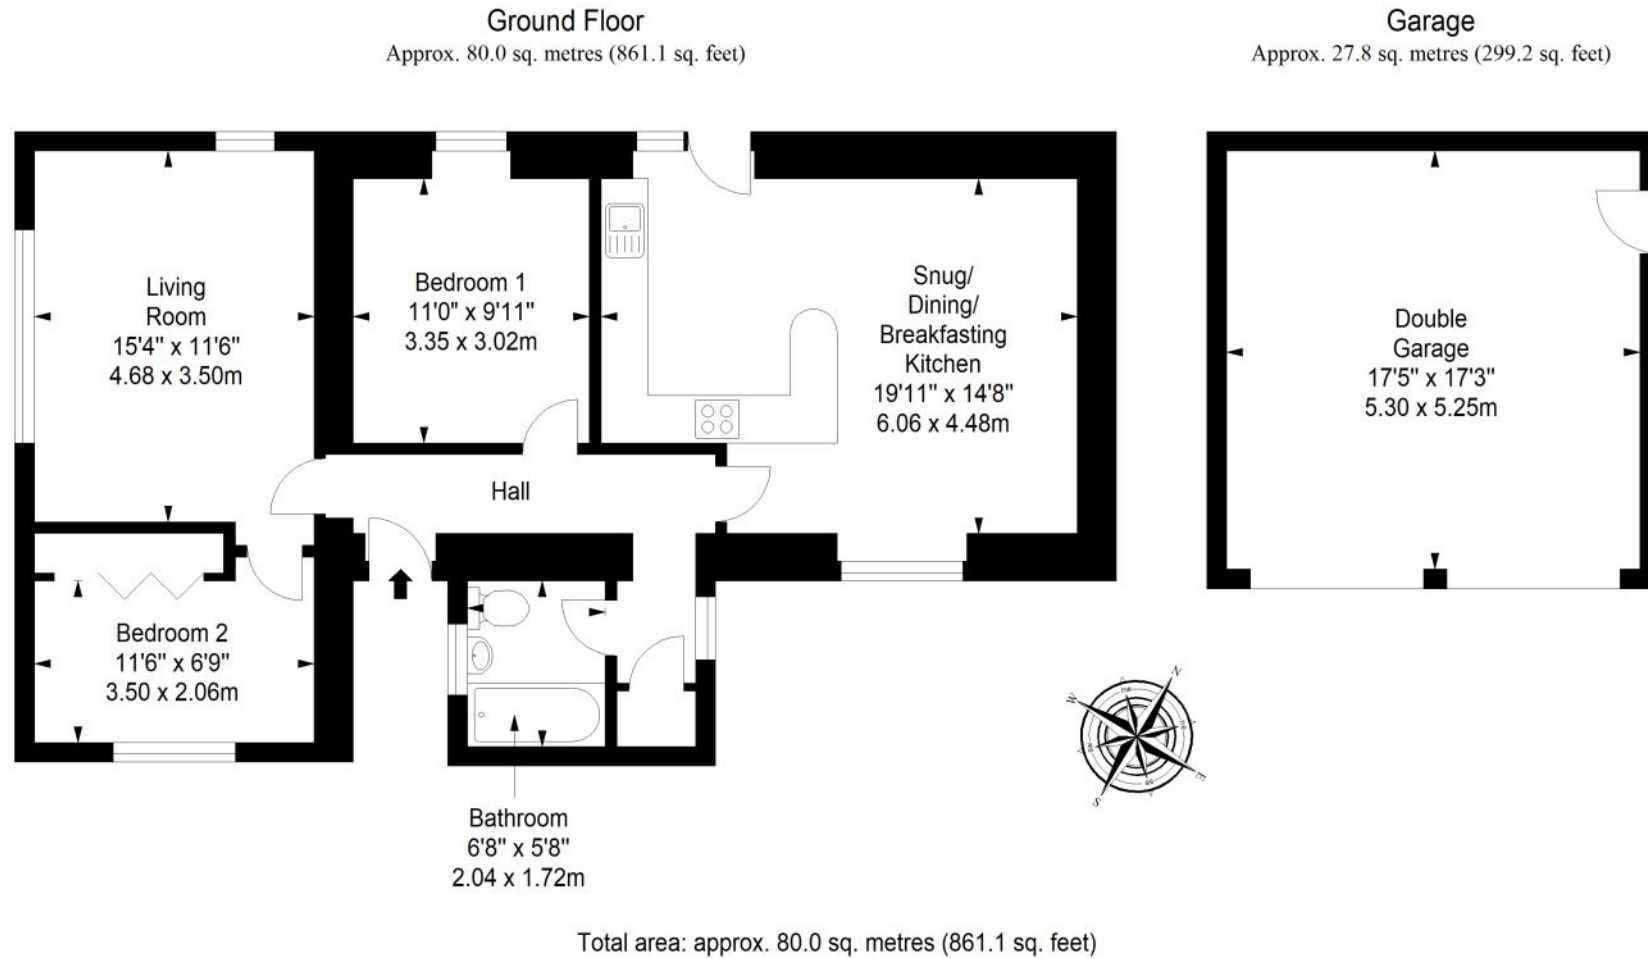 Ground Floor
Approx. 80.0 sq. metres (861.1 sq. feet)
Garage
Approx. 27.8 sq. metres (299.2 sq. feet)
Living
Room
15'4" x 11'6"
4.68 x 3.50m
Bedroom 1
11'0" x 9'11"
3.35 x 3.02m
Snug/
Dining/
Breakfasting
Kitchen
19'11" x 14'8"
6.06 x 4.48m
Double
Garage
17'5" x 17'3"
5.30 x 5.25m
Hall
Bedroom 2
11'6" x 6'9"
3.50 x 2.06m
Bathroom
6'8" x 5'8"
2.04 x 1.72m
N
W
E
S
Total area: approx. 80.0 sq. metres (861.1 sq. feet)